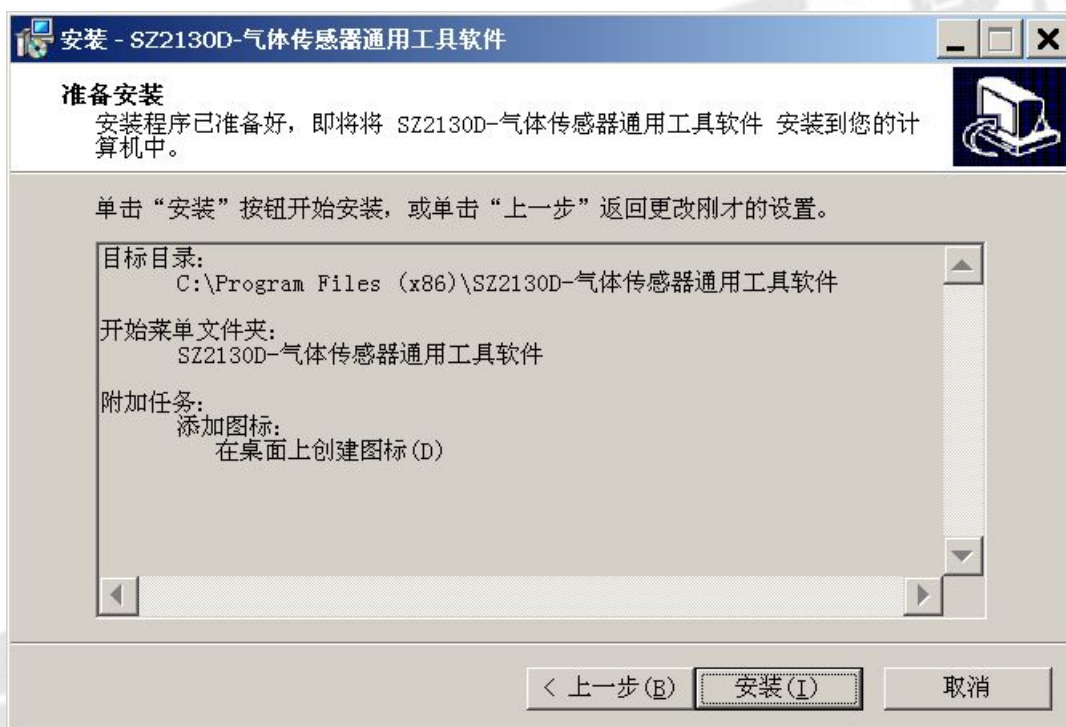 安装 - SZ2130D-气体传感器通用工具软件
准备安装
安装程序已准备好，即将将 SZ2130D-气体传感器通用工具软件 安装到您的计
算机中。
单击“安装”按钮开始安装，或单击“上一步”返回更改刚才的设置。
目标目录:
C:\Program Files (x86)\SZ2130D-气体传感器通用工具软件
开始菜单文件夹:
SZ2130D-气体传感器通用工具软件
附加任务:
添加图标:
在桌面上创建图标(D)
< 上一步(B) 安装(I) 取消